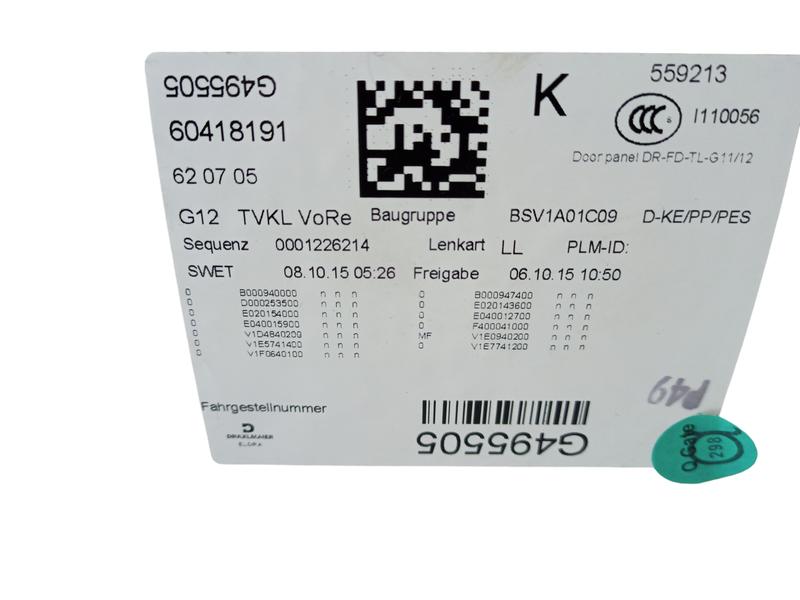 G495505
559213
K
CCC S
I110056
60418191
Door panel DR-FD-TL-G11/12
620705
G12 TVKL VoRe Baugruppe BSV1A01C09 D-KE/PP/PES
Sequenz 0001226214 Lenkart LL PLM-ID:
SWET 08.10.15 05:26 Freigabe 06.10.15 10:50
0 B000940000 n n n 0 B000947400 n n n
0 D000253500 n n n 0 E020143600 n n n
0 E020154000 n n n 0 E040012700 n n n
0 E040015900 n n n 0 F400041000 n n n
0 V1D4840200 n n n MF V1E0940200 n n n
0 V1E5741400 n n n 0 V1E7741200 n n n
0 V1F0640100 n n n
P49
Fahrgestellnummer
DRÄXLMAIER
G495505
Q Gate
298